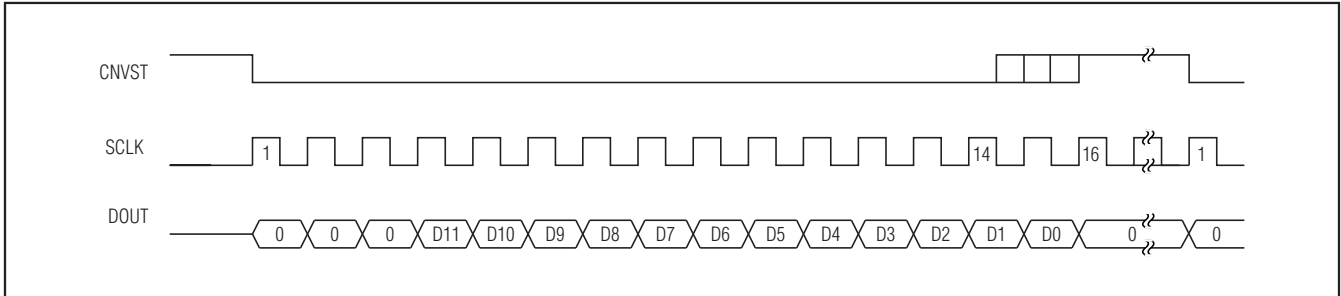 CNVST
SCLK 1 14 16 1
DOUT 0 0 0 D11 D10 D9 D8 D7 D6 D5 D4 D3 D2 D1 D0 0 0